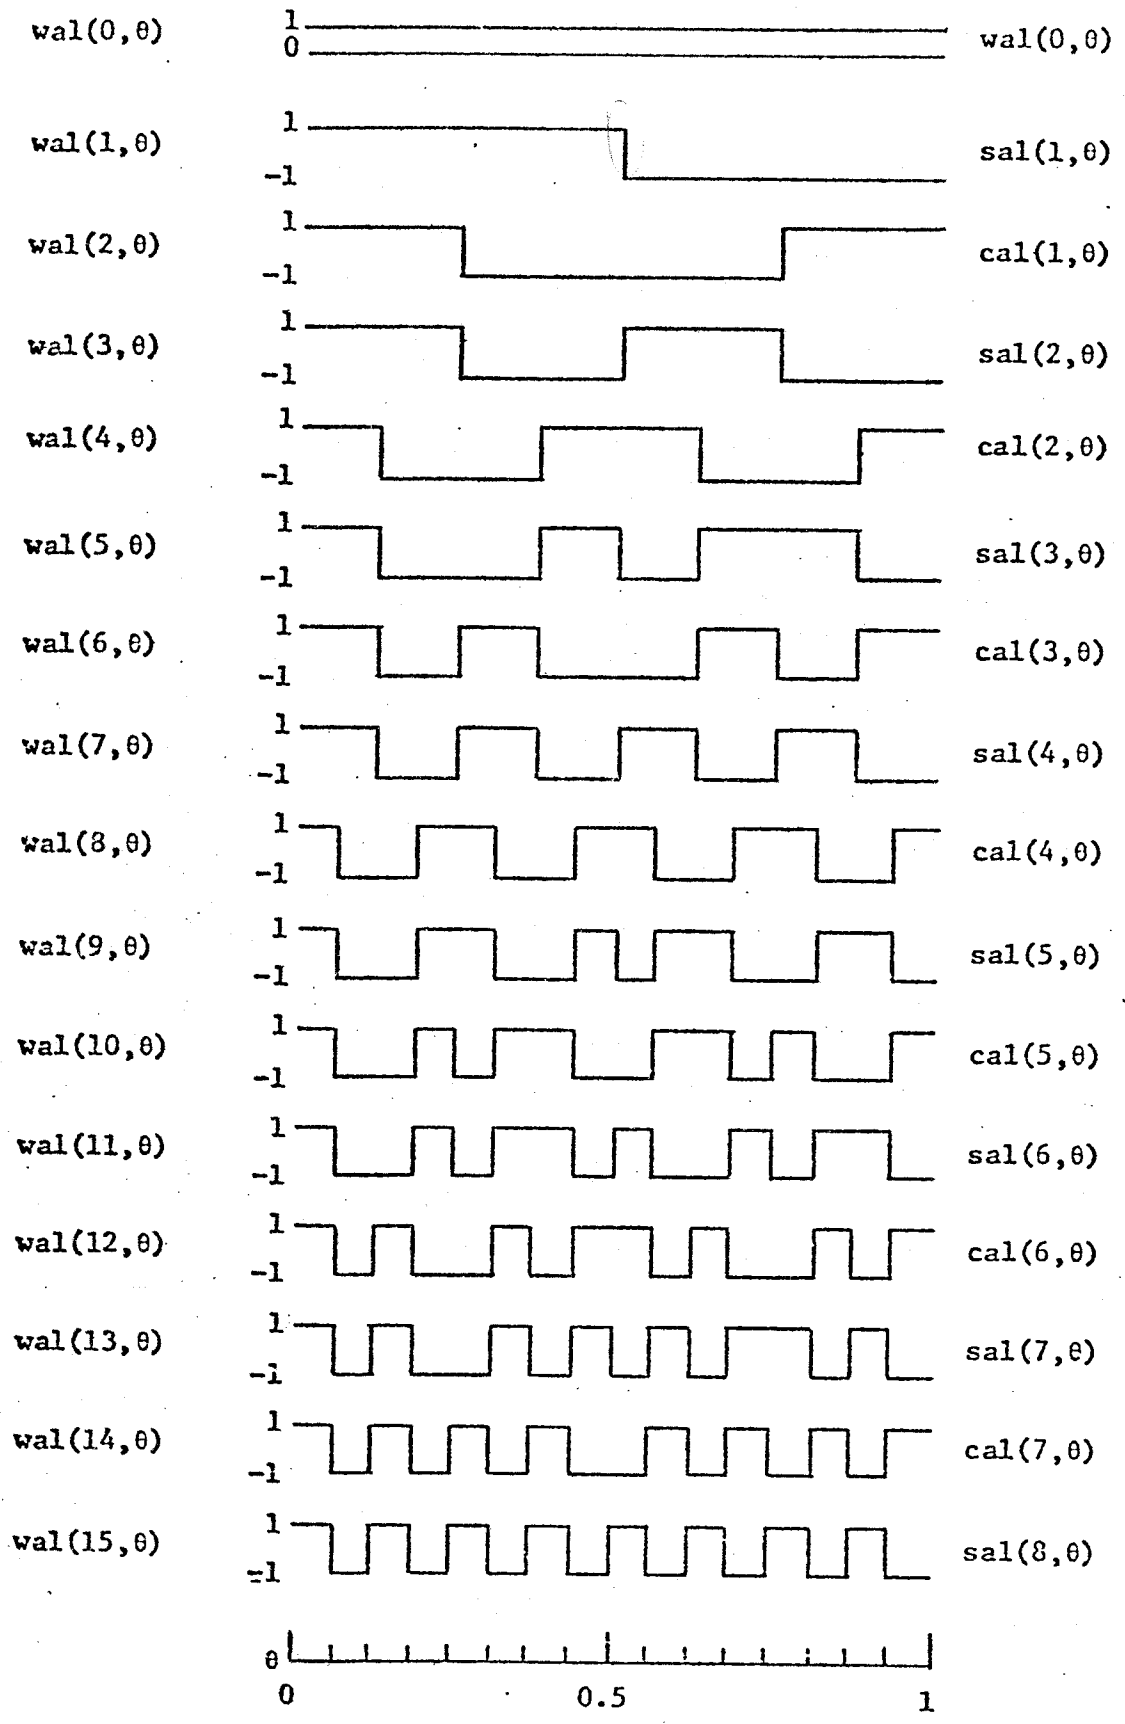 wal(0,θ) 1 0 wal(0,θ)
wal(1,θ) 1 -1 sal(1,θ)
wal(2,θ) 1 -1 cal(1,θ)
wal(3,θ) 1 -1 sal(2,θ)
wal(4,θ) 1 -1 cal(2,θ)
wal(5,θ) 1 -1 sal(3,θ)
wal(6,θ) 1 -1 cal(3,θ)
wal(7,θ) 1 -1 sal(4,θ)
wal(8,θ) 1 -1 cal(4,θ)
wal(9,θ) 1 -1 sal(5,θ)
wal(10,θ) 1 -1 cal(5,θ)
wal(11,θ) 1 -1 sal(6,θ)
wal(12,θ) 1 -1 cal(6,θ)
wal(13,θ) 1 -1 sal(7,θ)
wal(14,θ) 1 -1 cal(7,θ)
wal(15,θ) 1 -1 sal(8,θ)
θ
0 0.5 1